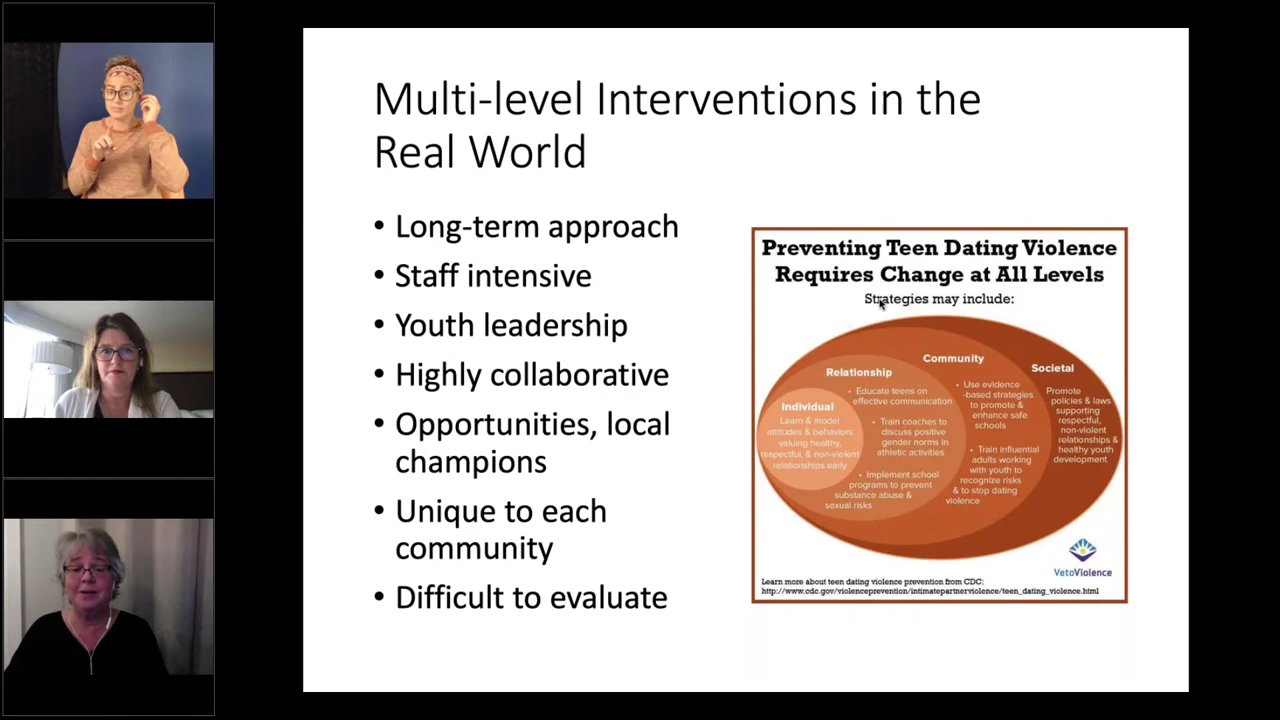 Multi-level Interventions in the
Real World
• Long-term approach
• Staff intensive
• Youth leadership
• Highly collaborative
• Opportunities, local
champions
• Unique to each
community
• Difficult to evaluate
Preventing Teen Dating Violence
Requires Change at All Levels
Strategies may include:
Individual
Learn & model
attitudes & behaviors
valuing healthy,
respectful, & non-violent
relationships early
Relationship
• Educate teens on
effective communication
• Train coaches to
discuss positive
gender norms in
athletic activities
• Implement school
programs to prevent
substance abuse &
sexual risks
Community
• Use evidence
-based strategies
to promote &
enhance safe
schools
• Train influential
adults working
with youth to
recognize risks
& to stop dating
violence
Societal
Promote
policies & laws
supporting
respectful,
non-violent
relationships &
healthy youth
development
VetoViolence
Learn more about teen dating violence prevention from CDC:
http://www.cdc.gov/violenceprevention/intimatepartnerviolence/teen_dating_violence.html